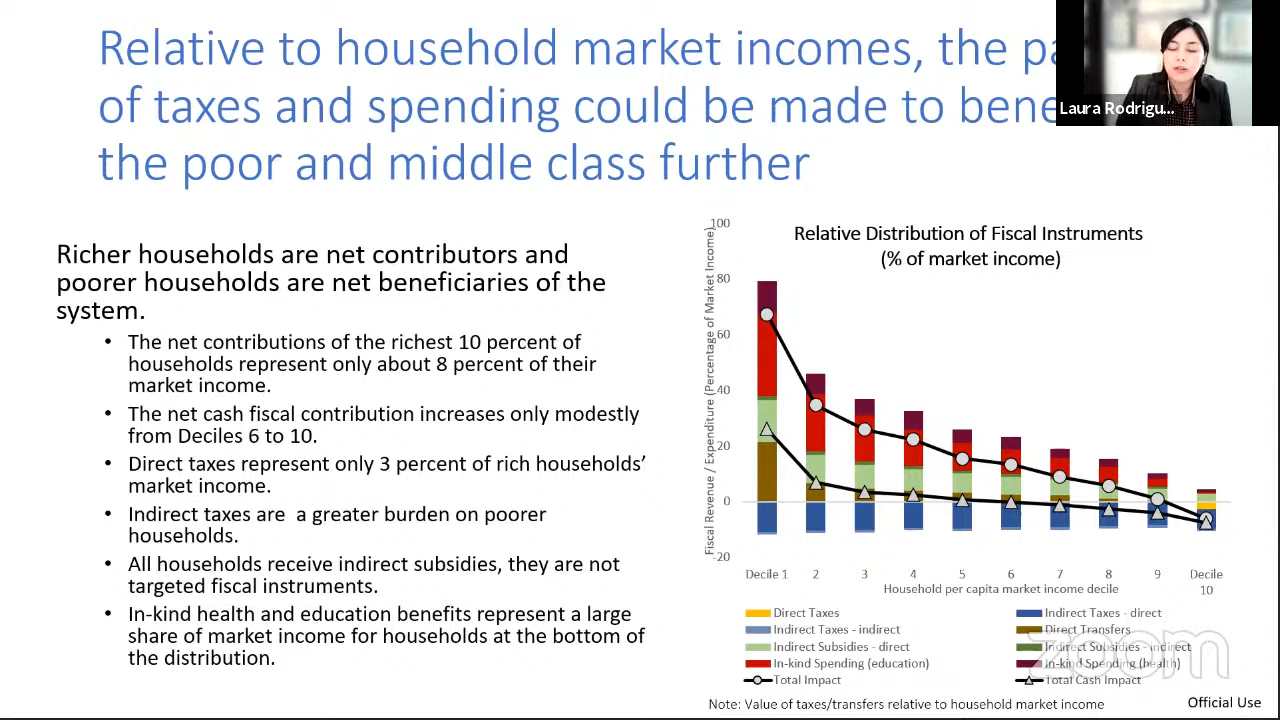 Relative to household market incomes, the pa
of taxes and spending could be made to bene
the poor and middle class further
Laura Rodrigu...
Richer households are net contributors and
poorer households are net beneficiaries of the
system.
• The net contributions of the richest 10 percent of
households represent only about 8 percent of their
market income.
• The net cash fiscal contribution increases only modestly
from Deciles 6 to 10.
• Direct taxes represent only 3 percent of rich households’
market income.
• Indirect taxes are a greater burden on poorer
households.
• All households receive indirect subsidies, they are not
targeted fiscal instruments.
• In-kind health and education benefits represent a large
share of market income for households at the bottom of
the distribution.
Relative Distribution of Fiscal Instruments
(% of market income)
Fiscal Revenue / Expenditure (Percentage of Market Income)
100
80
60
40
20
0
-20
Decile 1 2 3 4 5 6 7 8 9 Decile
10
Household per capita market income decile
Direct Taxes
Indirect Taxes - direct
Indirect Taxes - indirect
Direct Transfers
Indirect Subsidies - direct
Indirect Subsidies - indirect
In-kind Spending (education)
In-kind Spending (health)
Total Impact
Total Cash Impact
zoom
Note: Value of taxes/transfers relative to household market income
Official Use